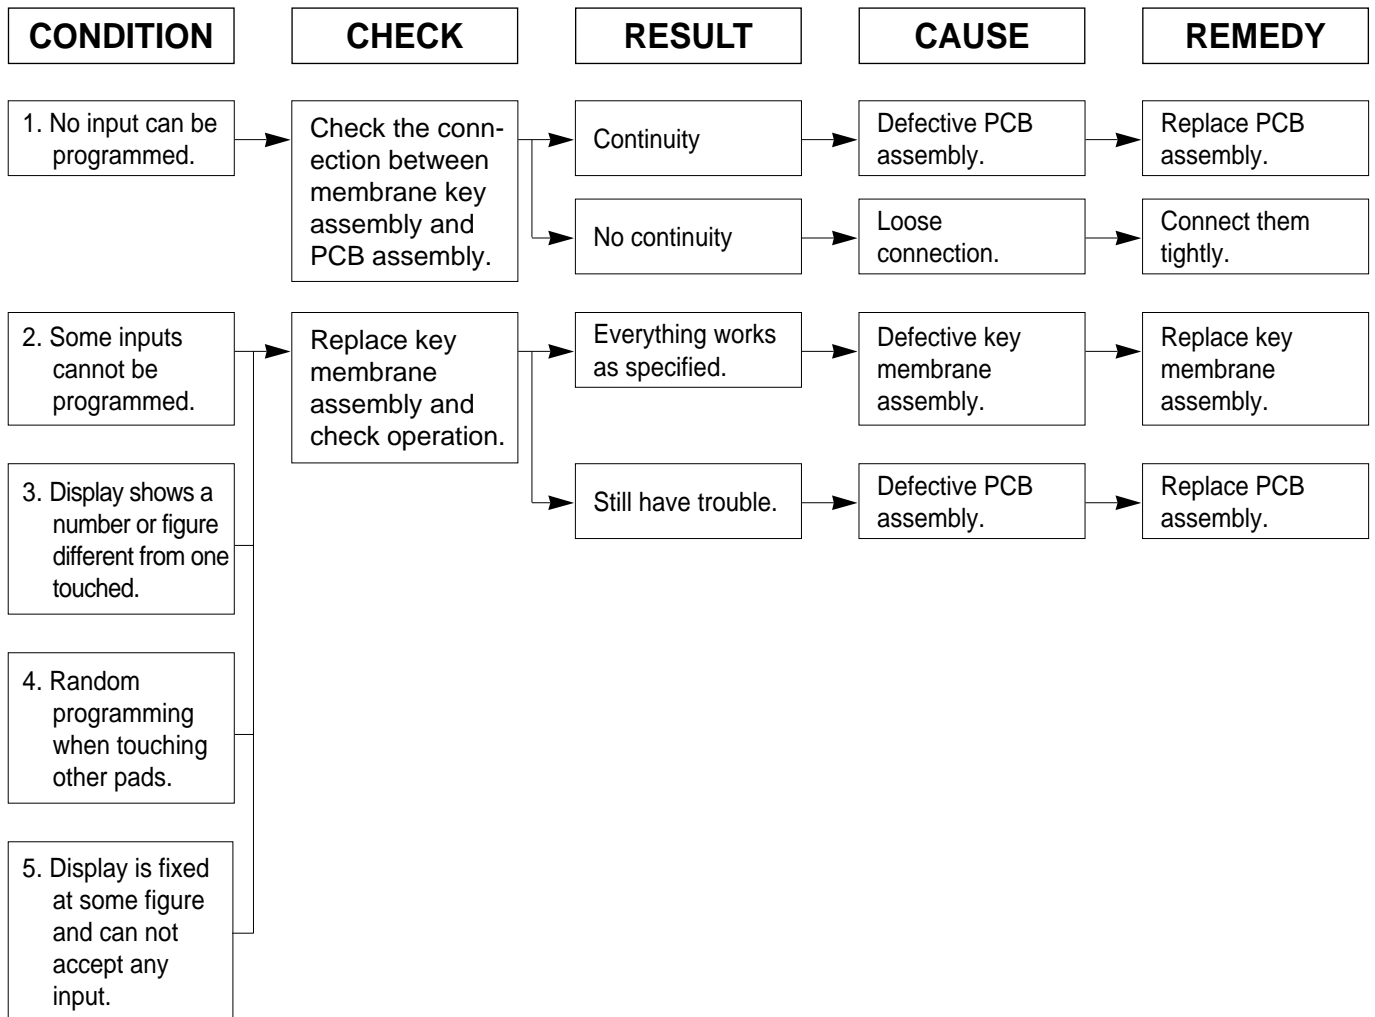 CONDITION
CHECK
RESULT
CAUSE
REMEDY
1. No input can be
programmed.
Check the conn-
ection between
membrane key
assembly and
PCB assembly.
Continuity
Defective PCB
assembly.
Replace PCB
assembly.
No continuity
Loose
connection.
Connect them
tightly.
2. Some inputs
cannot be
programmed.
Replace key
membrane
assembly and
check operation.
Everything works
as specified.
Defective key
membrane
assembly.
Replace key
membrane
assembly.
Still have trouble.
Defective PCB
assembly.
Replace PCB
assembly.
3. Display shows a
number or figure
different from one
touched.
4. Random
programming
when touching
other pads.
5. Display is fixed
at some figure
and can not
accept any
input.